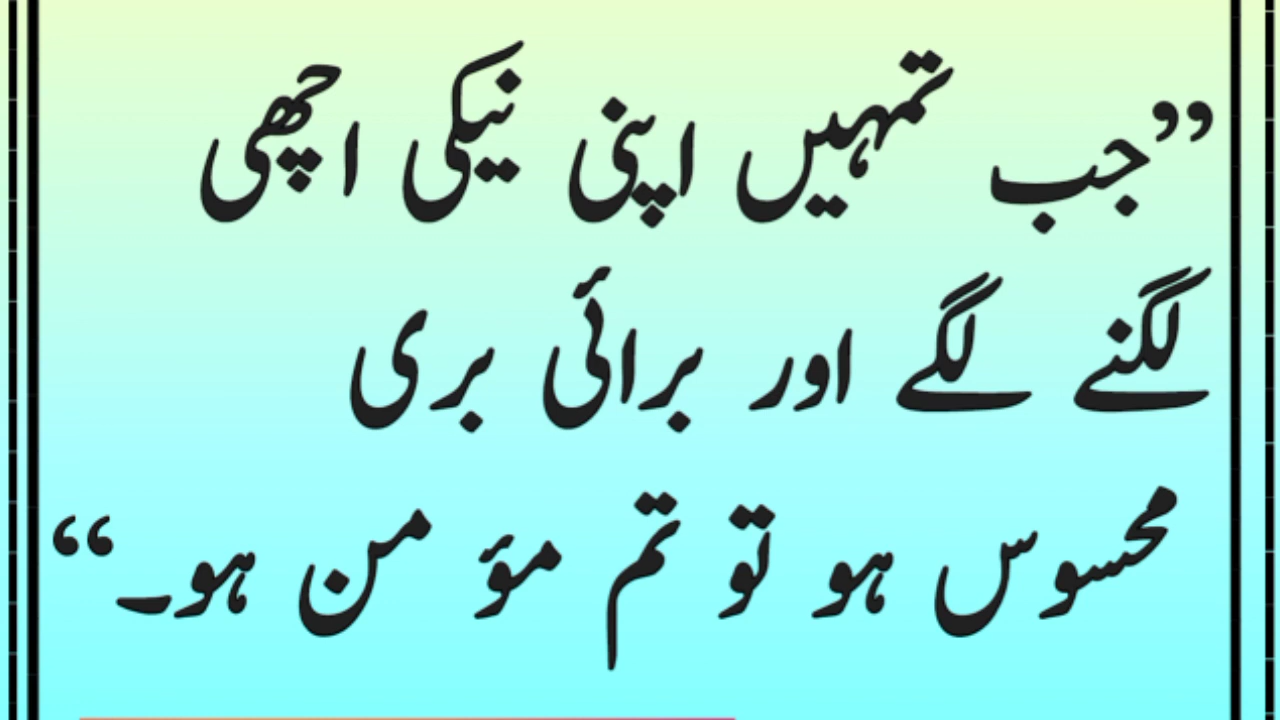 ”جب تمہیں اپنی نیکی اچھی
لگنے لگے اور برائی بری
محسوس ہو تو تم مؤمن ہو۔“